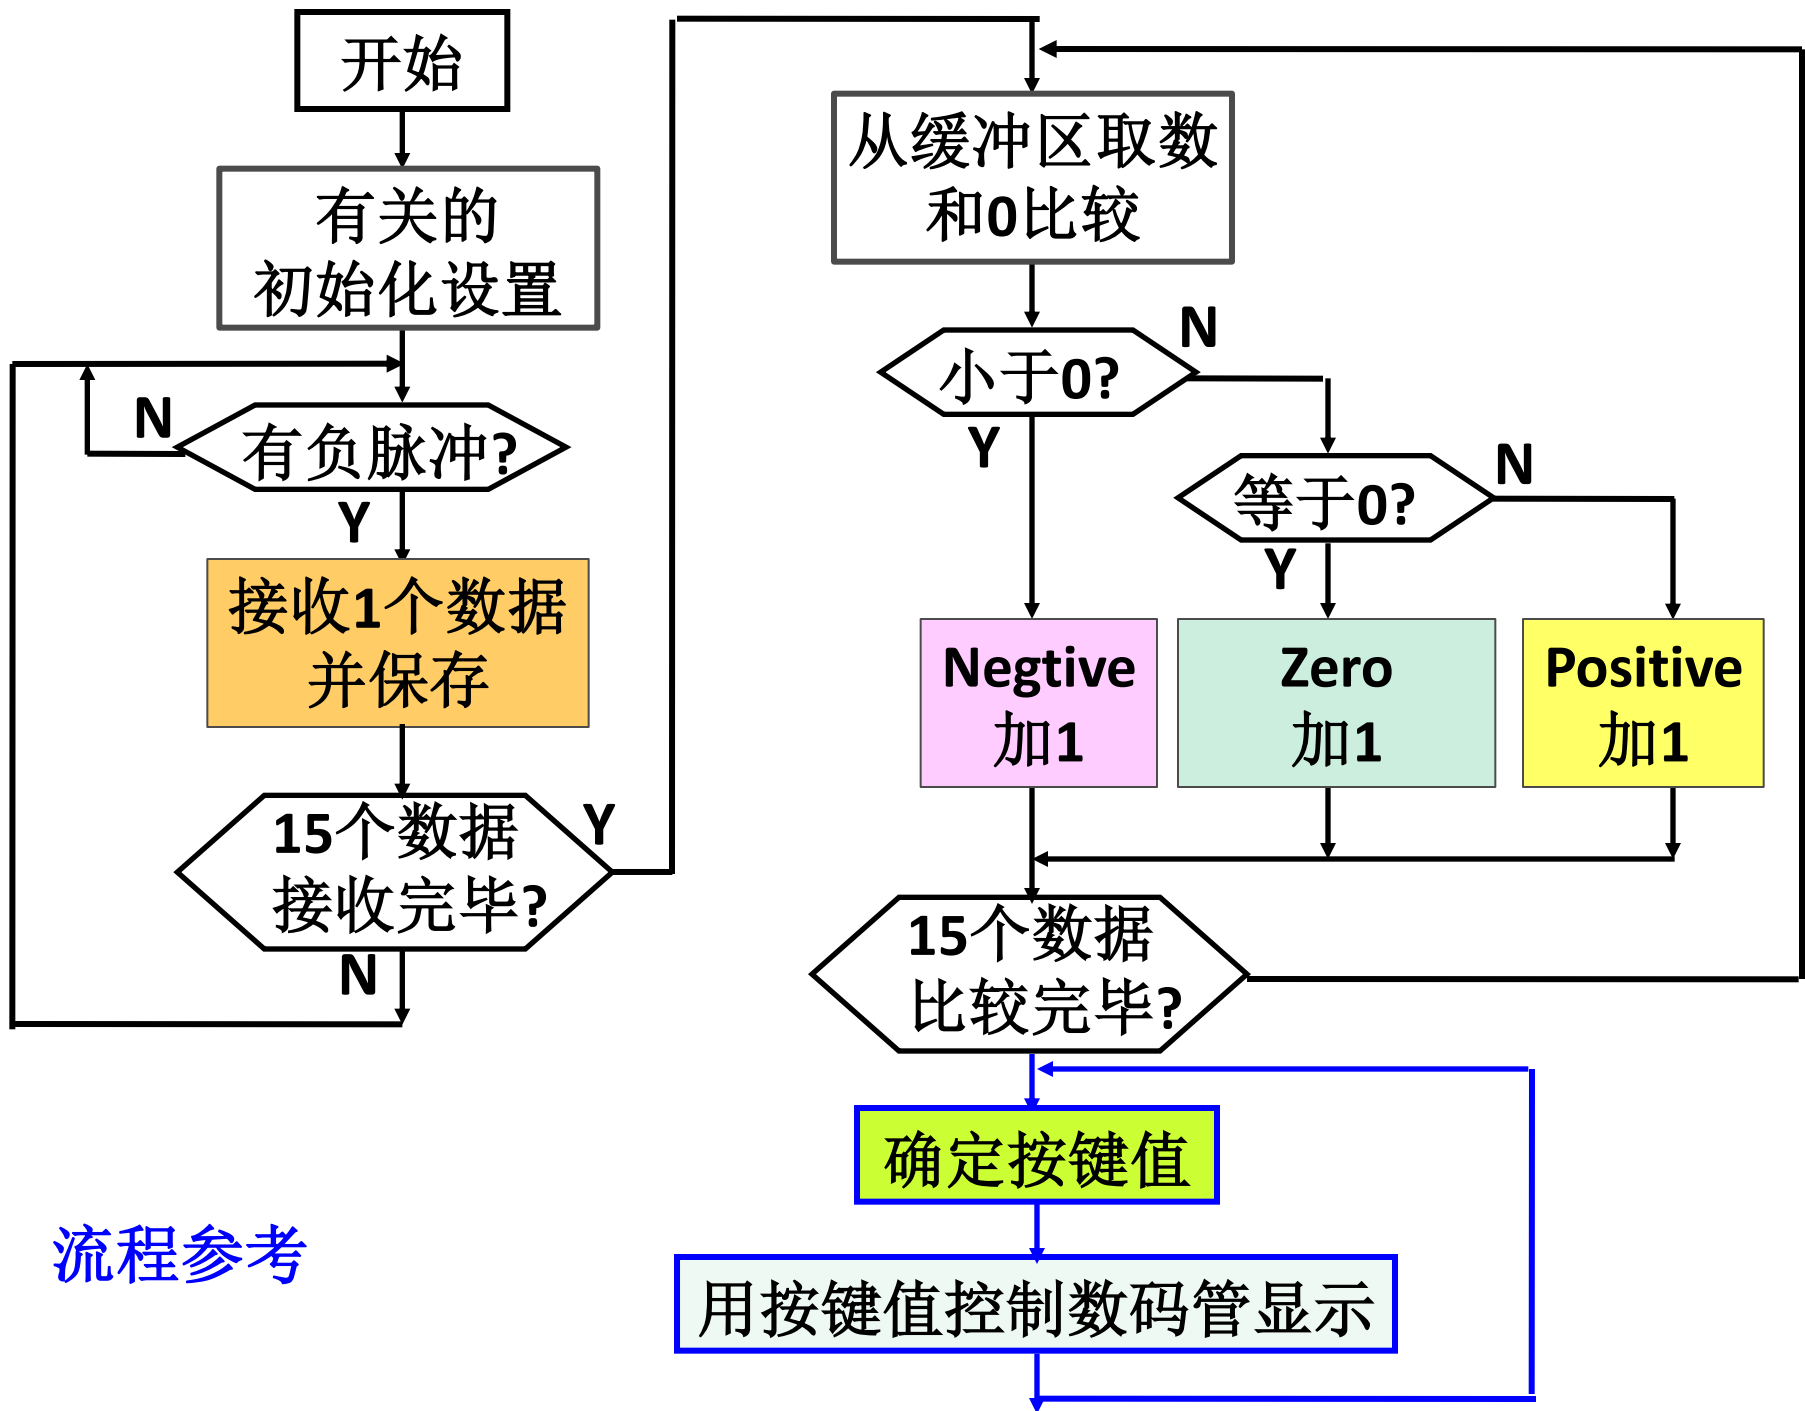 开始
有关的
初始化设置
有负脉冲?
N
Y
接收1个数据
并保存
15个数据
接收完毕?
Y
N
从缓冲区取数
和0比较
小于0?
N
Y
等于0?
N
Y
Negtive
加1
Zero
加1
Positive
加1
15个数据
比较完毕?
确定按键值
用按键值控制数码管显示
流程参考